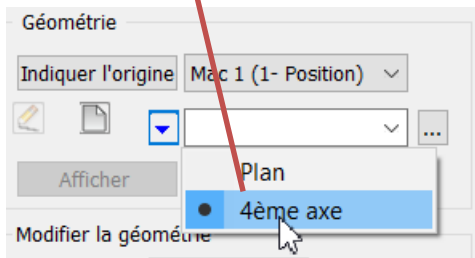 Géométrie
Indiquer l'origine Mac 1 (1- Position)
...
Afficher
Plan
4ème axe
Modifier la géométrie